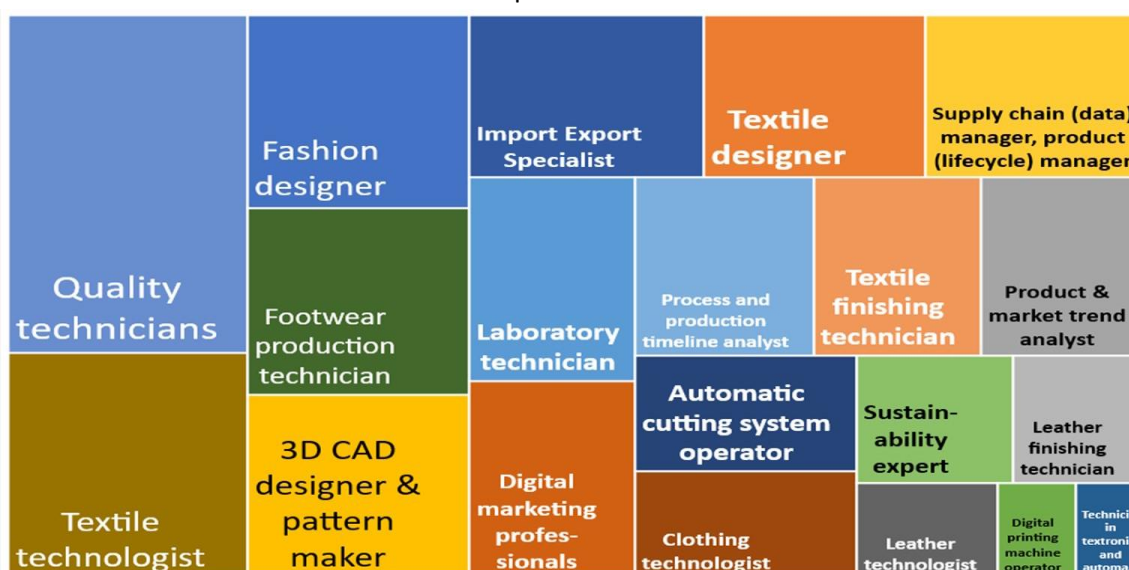 Quality
technicians
Textile
technologist
Fashion
designer
Footwear
production
technician
3D CAD
designer &
pattern
maker
Import Export
Specialist
Textile
designer
Supply chain (data)
manager, product
(lifecycle) manager
Laboratory
technician
Process and
production
timeline analyst
Textile
finishing
technician
Product &
market trend
analyst
Digital
marketing
profes-
sionals
Automatic
cutting system
operator
Clothing
technologist
Sustain-
ability
expert
Leather
finishing
technician
Leather
technologist
Digital
printing
machine
operator
in
and